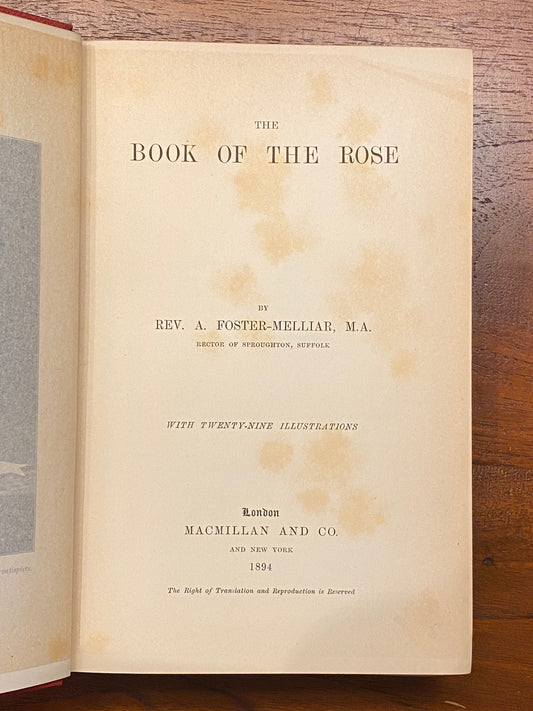 THE
BOOK OF THE ROSE
BY
REV. A. FOSTER-MELLIAR, M.A.
RECTOR OF SPROUGHTON, SUFFOLK
WITH TWENTY-NINE ILLUSTRATIONS
London
MACMILLAN AND CO.
AND NEW YORK
1894
The Right of Translation and Reproduction is Reserved